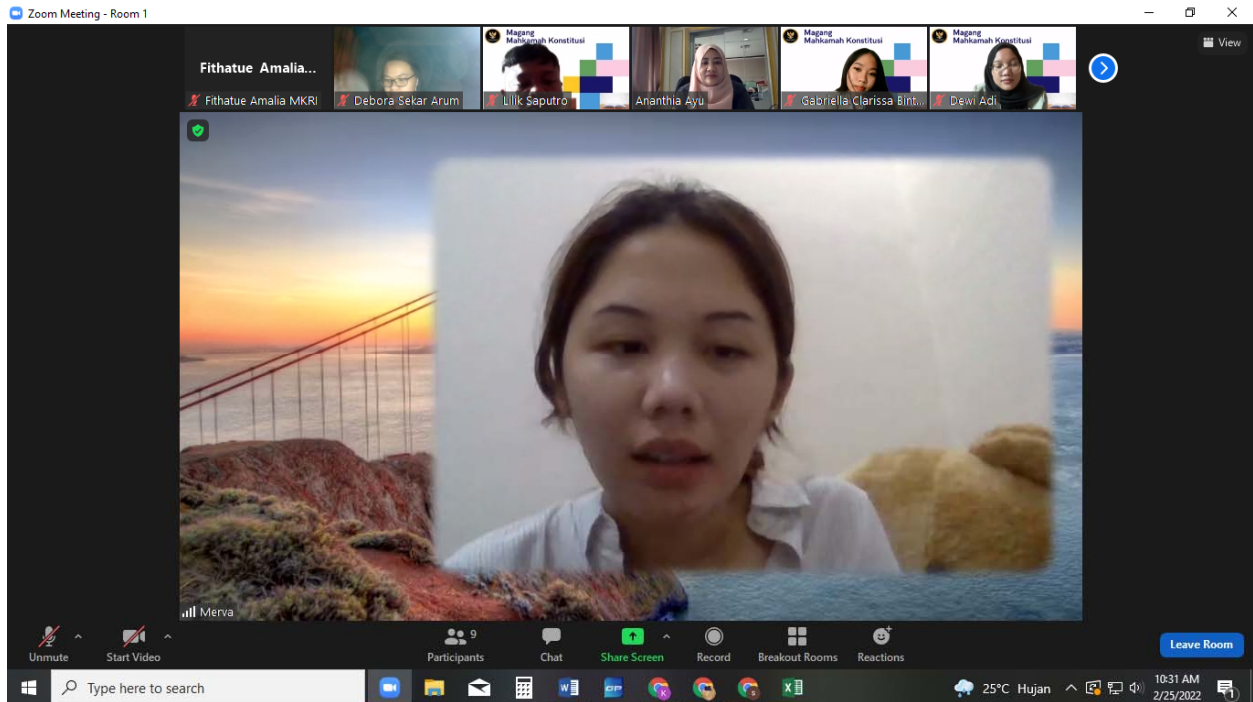 Zoom Meeting - Room 1
View
Fithatue Amalia...
Fithatue Amalia MKRI
Debora Sekar Arum
Magang
Mahkamah Konstitusi
Lilik Saputro
Ananthia Ayu
Magang
Mahkamah Konstitusi
Gabriella Clarissa Bint...
Magang
Mahkamah Konstitusi
Dewi Adi
Merva
Unmute
Start Video
Participants
9
Chat
Share Screen
Record
Breakout Rooms
Reactions
Leave Room
Type here to search
25°C Hujan
10:31 AM
2/25/2022
1